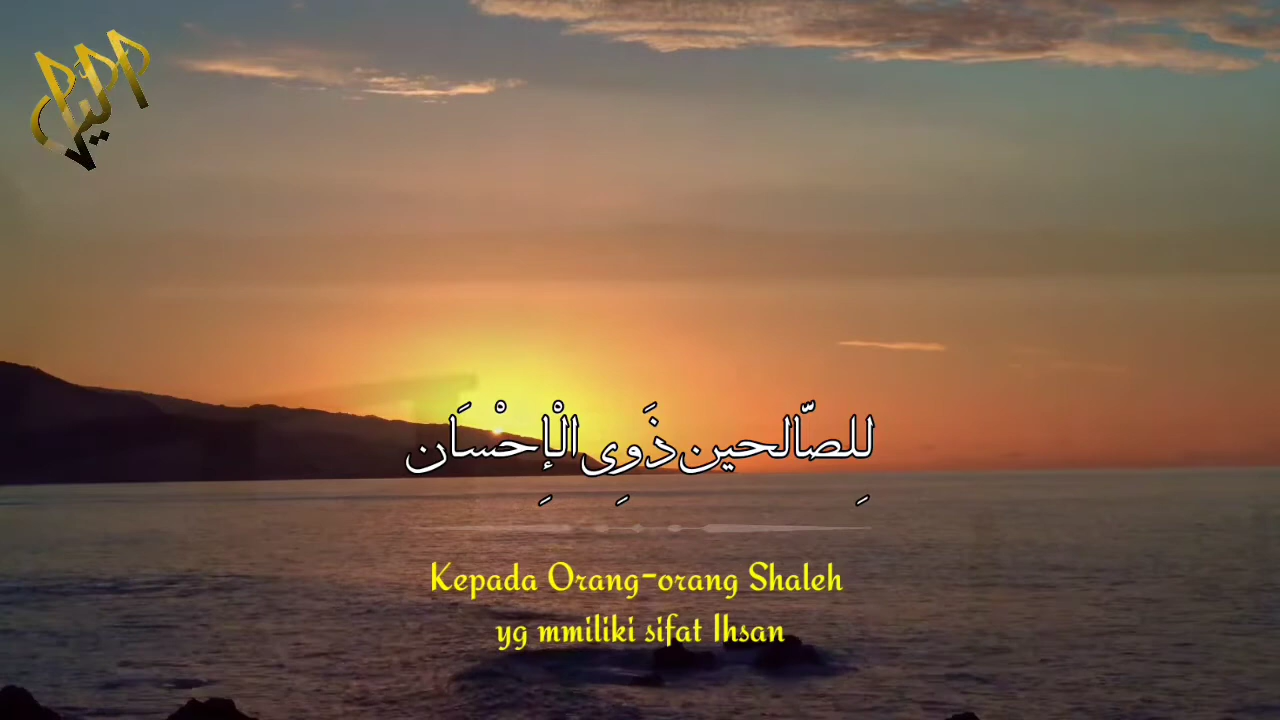 لِلصَّالحين ذَوِى الْإِحْسَان
Kepada Orang-orang Shaleh
yg mmiliki sifat Ihsan